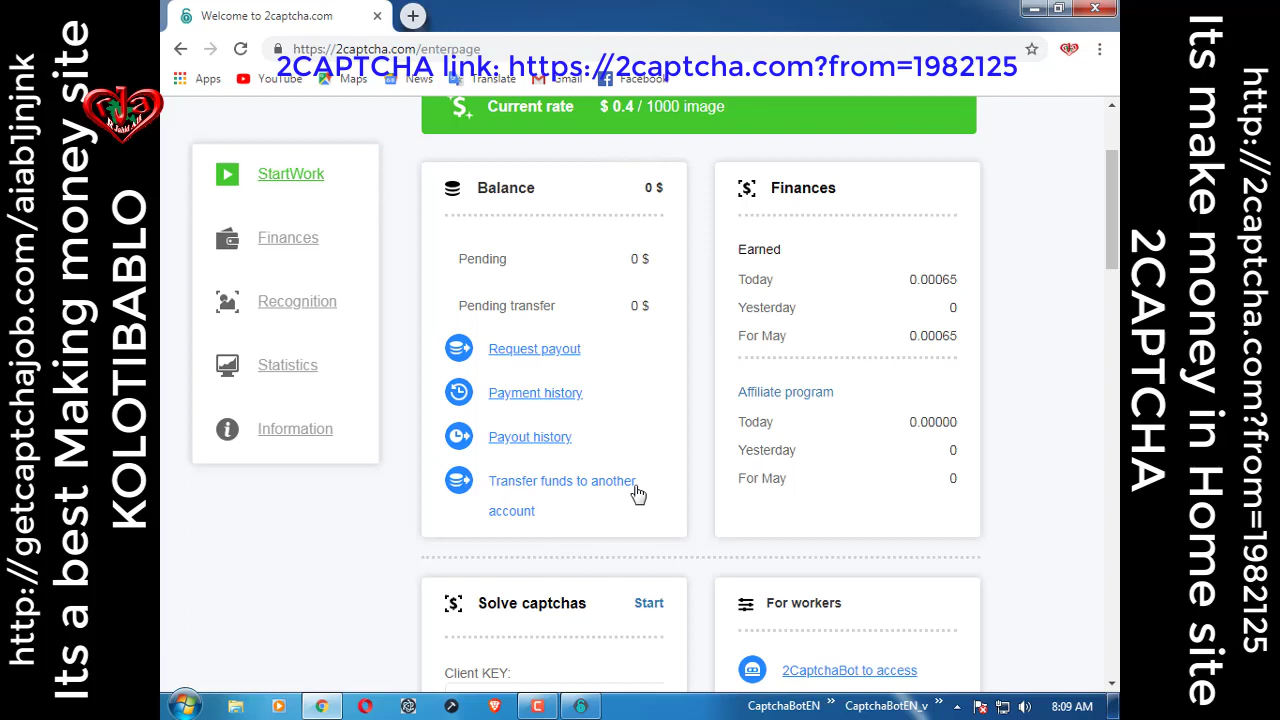 http://getcaptchajob.com/aiabljnjnk
Its a best Making money site
KOLOTIBABLO
Welcome to 2captcha.com
https://2captcha.com/enterpage
2CAPTCHA link: https://2captcha.com?from=1982125
Apps YouTube Maps News Translate Gmail Facebook
Current rate $ 0.4 / 1000 image
StartWork
Finances
Recognition
Statistics
Information
Balance 0 $
Pending 0 $
Pending transfer 0 $
Request payout
Payment history
Payout history
Transfer funds to another
account
Finances
Earned
Today 0.00065
Yesterday 0
For May 0.00065
Affiliate program
Today 0.00000
Yesterday 0
For May 0
Solve captchas Start
Client KEY:
For workers
2CaptchaBot to access
CaptchaBotEN CaptchaBotEN_v 8:09 AM
Its make money in Home site
2CAPTCHA
http://2captcha.com?from=1982125